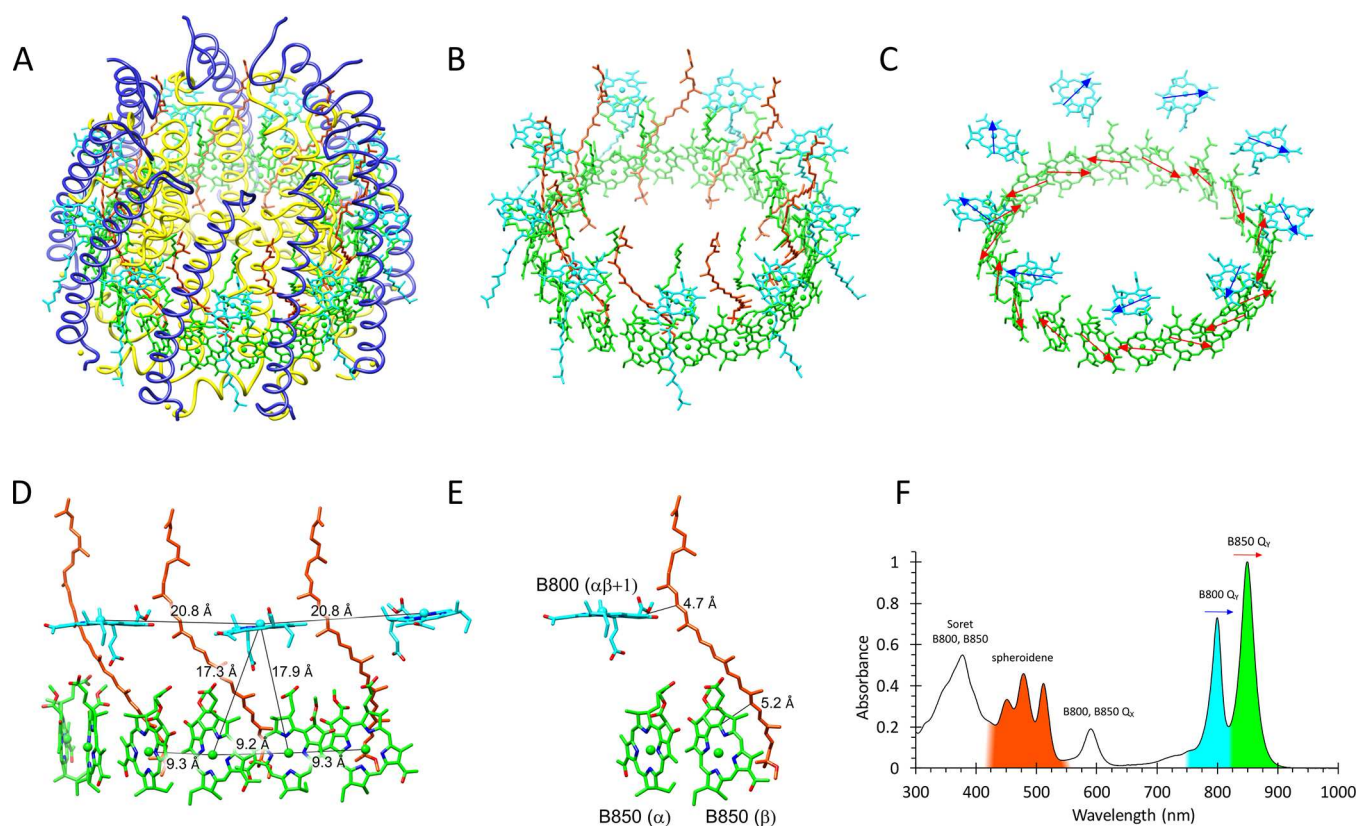 A
B
C
D
20.8 Å
20.8 Å
17.3 Å
17.9 Å
9.2 Å
9.3 Å
9.3 Å
E
B800 (αβ+1)
4.7 Å
5.2 Å
B850 (α)
B850 (β)
F
B850 QY
B800 QY
Soret
B800, B850
spheroidene
B800, B850 QX
Absorbance
1
0.8
0.6
0.4
0.2
0
300 400 500 600 700 800 900 1000
Wavelength (nm)